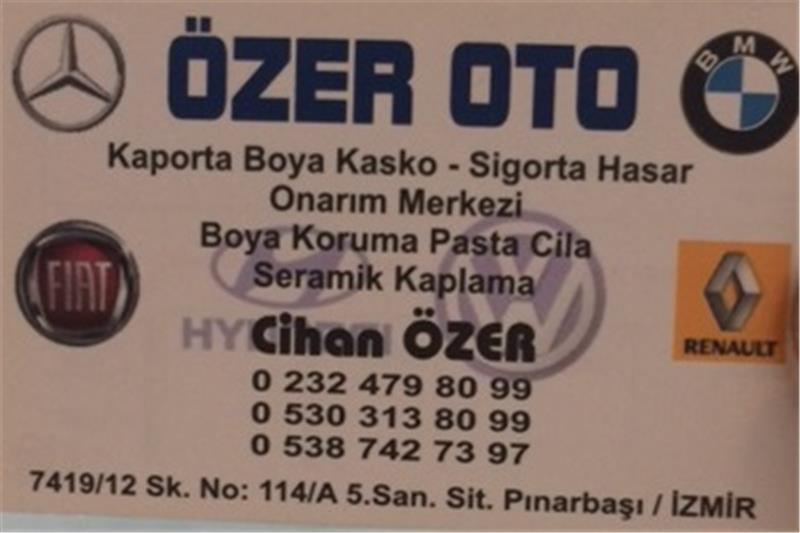 ÖZER OTO
BMW
Kaporta Boya Kasko - Sigorta Hasar
Onarım Merkezi
Boya Koruma Pasta Cila
Seramik Kaplama
FIAT
HYUNDAI
RENAULT
Cihan ÖZER
0 232 479 80 99
0 530 313 80 99
0 538 742 73 97
7419/12 Sk. No: 114/A 5.San. Sit. Pınarbaşı / İZMİR